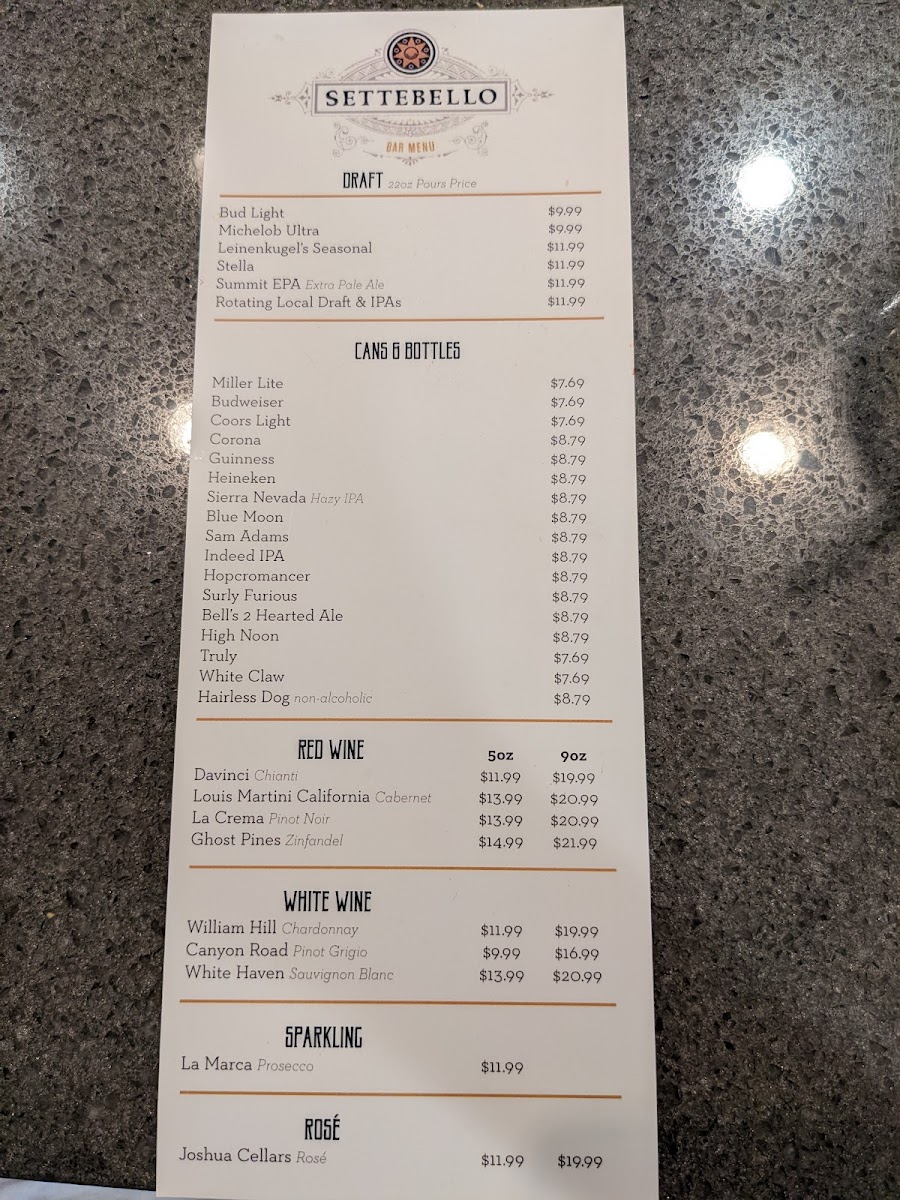 SETTEBELLO
BAR MENU
DRAFT 22oz Pours Price
Bud Light $9.99
Michelob Ultra $9.99
Leinenkugel's Seasonal $11.99
Stella $11.99
Summit EPA Extra Pale Ale $11.99
Rotating Local Draft & IPAs $11.99
CANS & BOTTLES
Miller Lite $7.69
Budweiser $7.69
Coors Light $7.69
Corona $8.79
Guinness $8.79
Heineken $8.79
Sierra Nevada Hazy IPA $8.79
Blue Moon $8.79
Sam Adams $8.79
Indeed IPA $8.79
Hopcromancer $8.79
Surly Furious $8.79
Bell's 2 Hearted Ale $8.79
High Noon $8.79
Truly $7.69
White Claw $7.69
Hairless Dog non-alcoholic $8.79
RED WINE 5oz 9oz
Davinci Chianti $11.99 $19.99
Louis Martini California Cabernet $13.99 $20.99
La Crema Pinot Noir $13.99 $20.99
Ghost Pines Zinfandel $14.99 $21.99
WHITE WINE
William Hill Chardonnay $11.99 $19.99
Canyon Road Pinot Grigio $9.99 $16.99
White Haven Sauvignon Blanc $13.99 $20.99
SPARKLING
La Marca Prosecco $11.99
ROSÉ
Joshua Cellars Rosé $11.99 $19.99